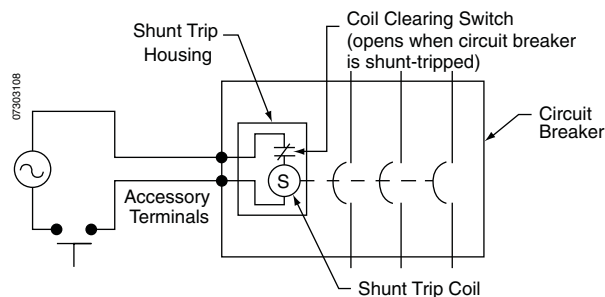 Coil Clearing Switch
(opens when circuit breaker
is shunt-tripped)
Shunt Trip
Housing
07303108
Circuit
Breaker
S
Accessory
Terminals
Shunt Trip Coil